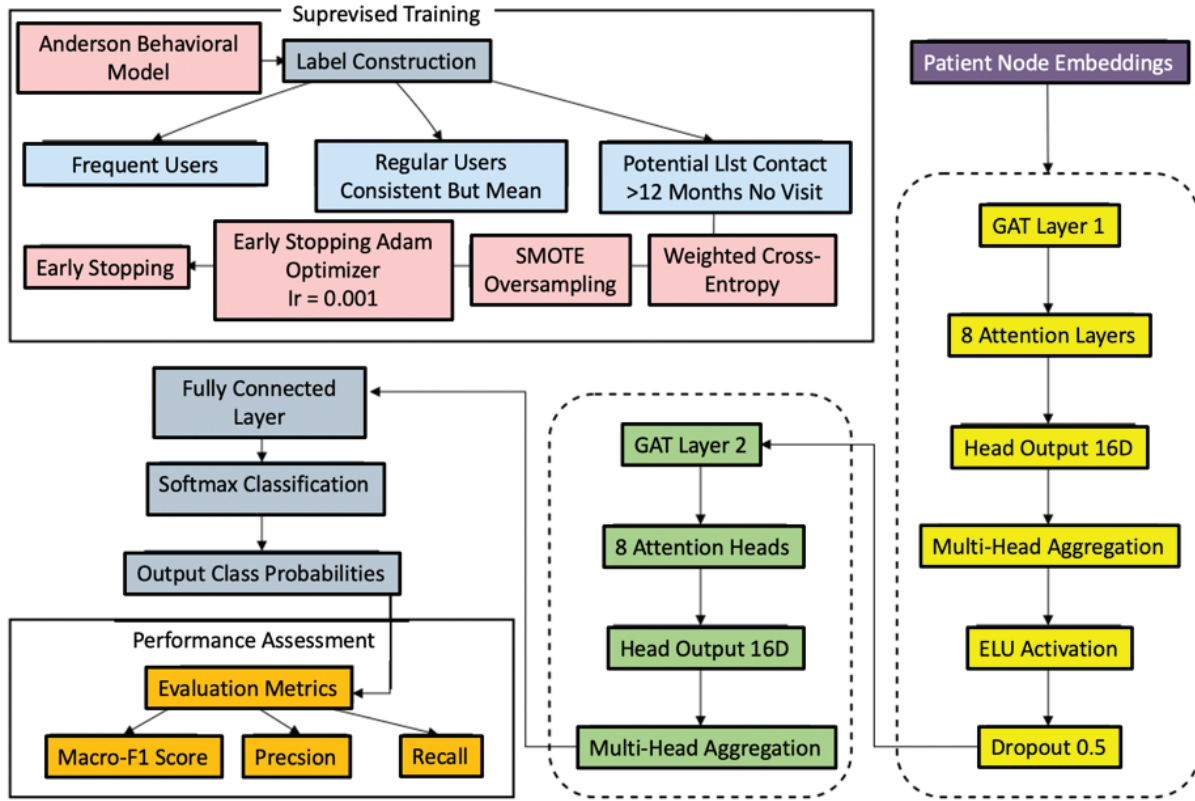 Suprevised Training
Anderson Behavioral
Model
Label Construction
Frequent Users
Regular Users
Consistent But Mean
Potential LIst Contact
>12 Months No Visit
Early Stopping
Early Stopping Adam
Optimizer
lr = 0.001
SMOTE
Oversampling
Weighted Cross-
Entropy
Patient Node Embeddings
GAT Layer 1
8 Attention Layers
Head Output 16D
Multi-Head Aggregation
ELU Activation
Dropout 0.5
GAT Layer 2
8 Attention Heads
Head Output 16D
Multi-Head Aggregation
Fully Connected
Layer
Softmax Classification
Output Class Probabilities
Performance Assessment
Evaluation Metrics
Macro-F1 Score
Precsion
Recall